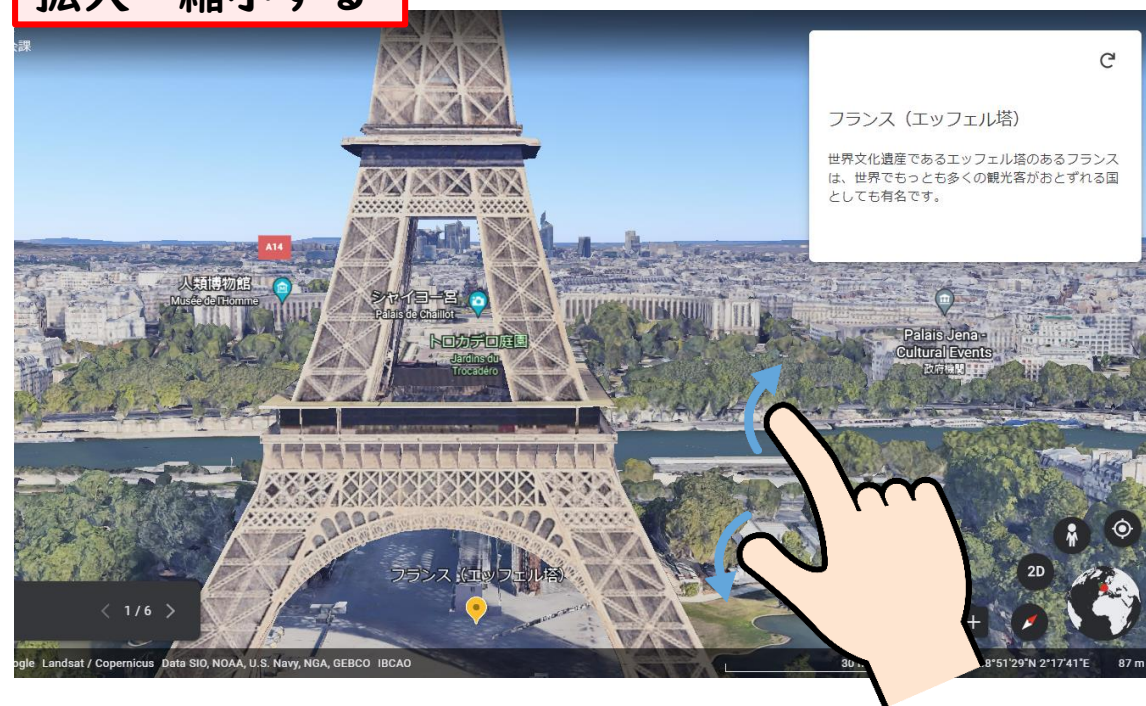 拡大・縮小する
課
フランス（エッフェル塔）
世界文化遺産であるエッフェル塔のあるフランス
は、世界でもっとも多くの観光客がおとずれる国
としても有名です。
A14
人類博物館
Musée de l'Homme
シャイヨー宮
Palais de Chaillot
トロカデロ庭園
Jardins du
Trocadéro
Palais Jena -
Cultural Events
政府機関
フランス（エッフェル塔）
2D
1 / 6
ogle Landsat / Copernicus Data SIO, NOAA, U.S. Navy, NGA, GEBCO IBCAO
30
8°51'29"N 2°17'41"E
87 m